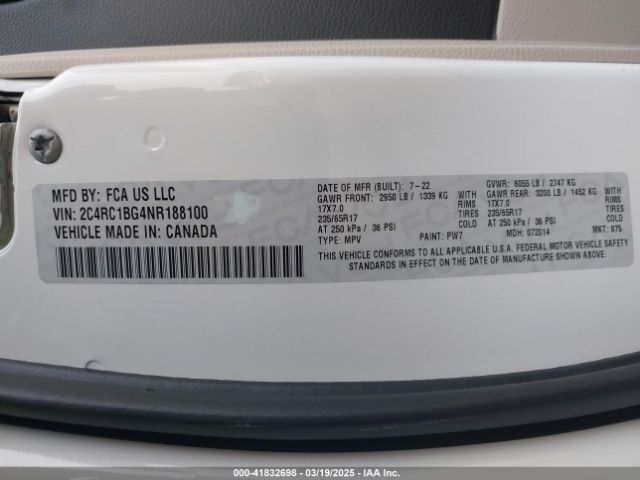 MFD BY: FCA US LLC
VIN: 2C4RC1BG4NR188100
VEHICLE MADE IN: CANADA
DATE OF MFR (BUILT): 7-22
GVWR: 6055 LB / 2747 KG
GAWR FRONT: 2950 LB / 1339 KG WITH
GAWR REAR: 3200 LB / 1452 KG WITH
17X7.0 RIMS 17X7.0 RIMS
235/65R17 TIRES 235/65R17 TIRES
AT 250 kPa / 36 PSI COLD AT 250 kPa / 36 PSI COLD
TYPE: MPV PAINT: PW7 MDH: 072014 MKT: 975
THIS VEHICLE CONFORMS TO ALL APPLICABLE U.S.A. FEDERAL MOTOR VEHICLE SAFETY
STANDARDS IN EFFECT ON THE DATE OF MANUFACTURE SHOWN ABOVE.
000-41832698 - 03/19/2025 - IAA Inc.